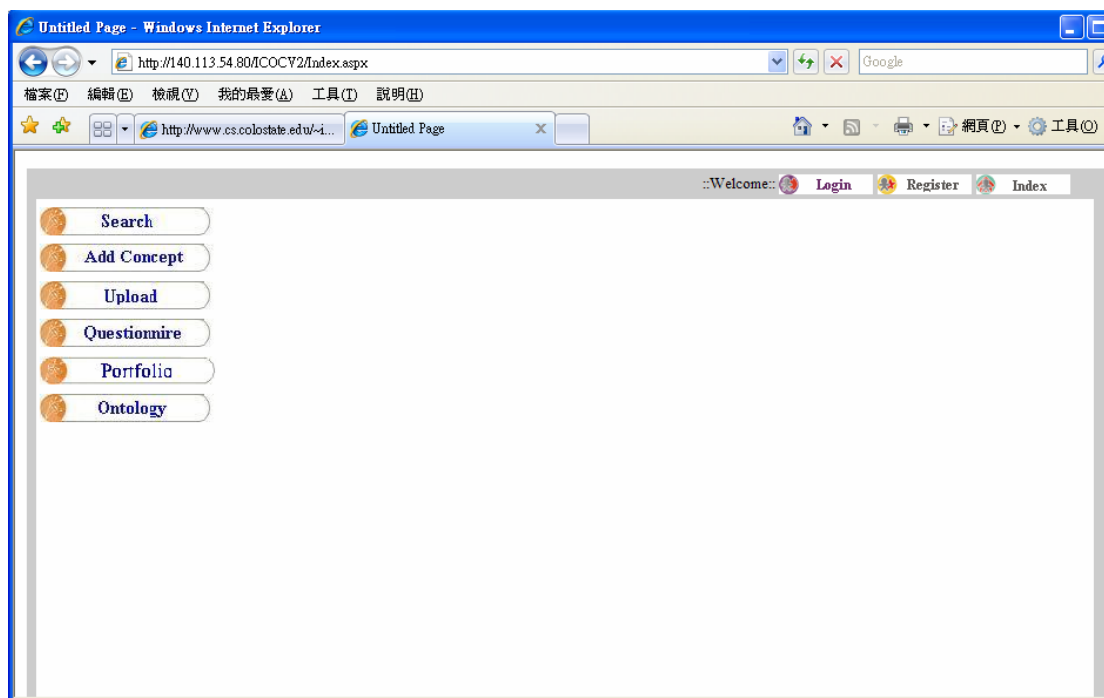 Untitled Page - Windows Internet Explorer
http://140.113.54.80/ICOCV2/Index.aspx
Google
檔案(F) 編輯(E) 檢視(V) 我的最愛(A) 工具(T) 說明(H)
http://www.cs.colostate.edu/~i... Untitled Page X 網頁(P) 工具(O)
::Welcome:: Login Register Index
Search
Add Concept
Upload
Questionnire
Portfolio
Ontology